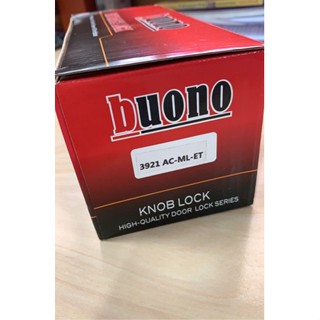 buono
3921 AC-ML-ET
KNOB LOCK
HIGH-QUALITY DOOR LOCK SERIES